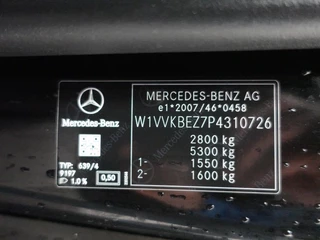 Mercedes-Benz
TYP: 639/4
9197
1.0% 0,50
MERCEDES-BENZ AG
e1*2007/46*0458
W1VVKBEZ7P4310726
2800 kg
5300 kg
1- 1550 kg
2- 1600 kg